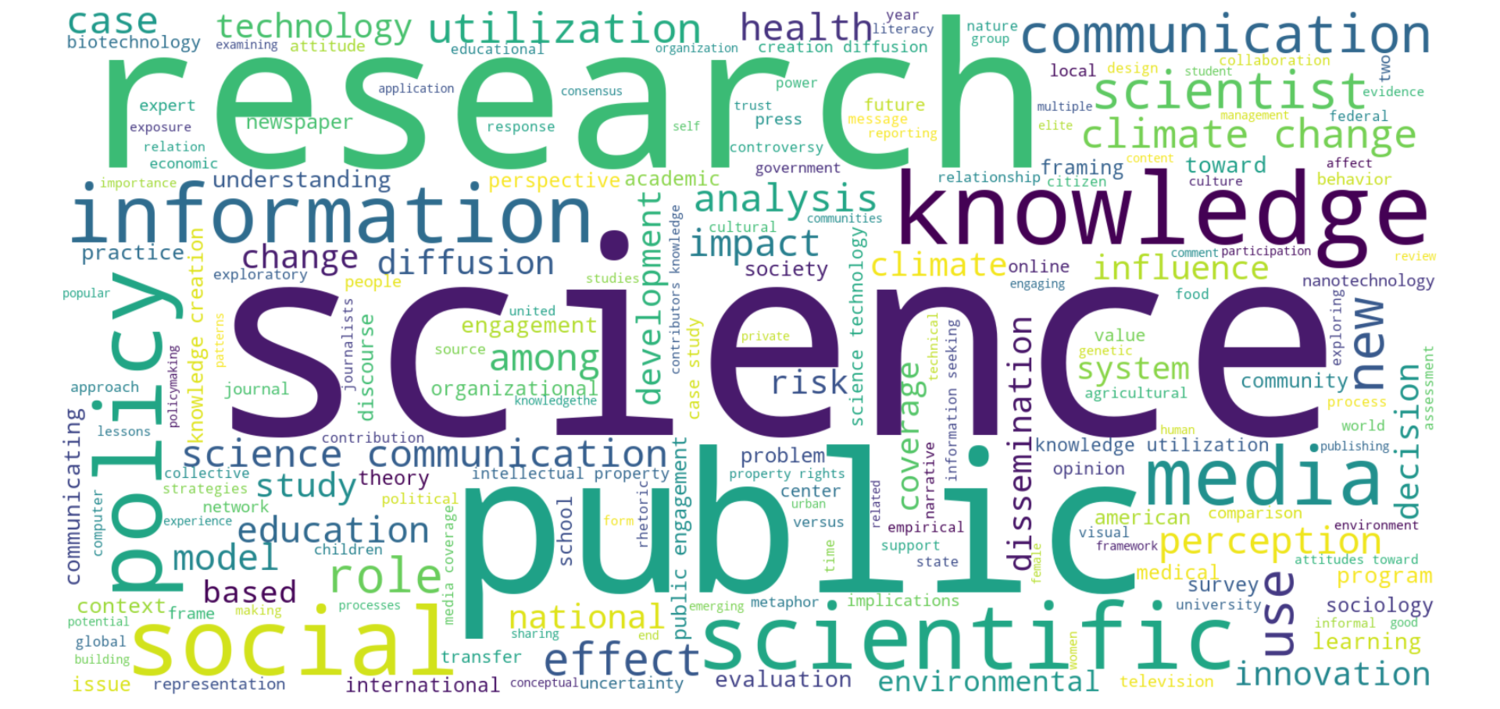 case
technology
utilization
health
year
literacy
nature
group
communication
biotechnology
examining
attitude
educational
organization
creation diffusion
research
local
design
student
collaboration
two
application
consensus
power
scientist
evidence
expert
exposure
newspaper
response
self
trust
press
future
message
reporting
multiple
elite
management
federal
climate change
relation
economic
controversy
government
relationship
framing
citizen
content
toward
culture
affect
behavior
importance
understanding
perspective
academic
information
analysis
cultural
communities
knowledge
practice
change
diffusion
impact
society
climate
online
engaging
influence
comment
participation
review
nanotechnology
exploratory
people
studies
food
popular
policy
knowledge creation
patterns
policymaking
journalists
discourse
science
united
engagement
source
among
organizational
knowledgethe
development
contributors knowledge
case study
private
science technology
risk
coverage
technical
information seeking
dissemination
value
genetic
system
agricultural
community
new
exploring
process
world
decision
assessment
approach
journal
lessons
communicating
computer
contribution
science communication
collective
strategies
study
theory
intellectual property
network
political
experience
education
model
children
based
role
media coverage
school
form
rhetoric
public
public engagement
problem
property rights
center
urban
versus
time
related
empirical
narrative
support
state
female
human
knowledge utilization
publishing
opinion
media
american
comparison
visual
framework
environment
perception
attitudes toward
medical
survey
program
context
frame
making
processes
potential
global
building
social
national
sharing
end
emerging
metaphor
implications
university
use
sociology
informal
good
learning
scientific
women
transfer
effect
issue
representation
international
conceptual
uncertainty
evaluation
environmental
television
innovation